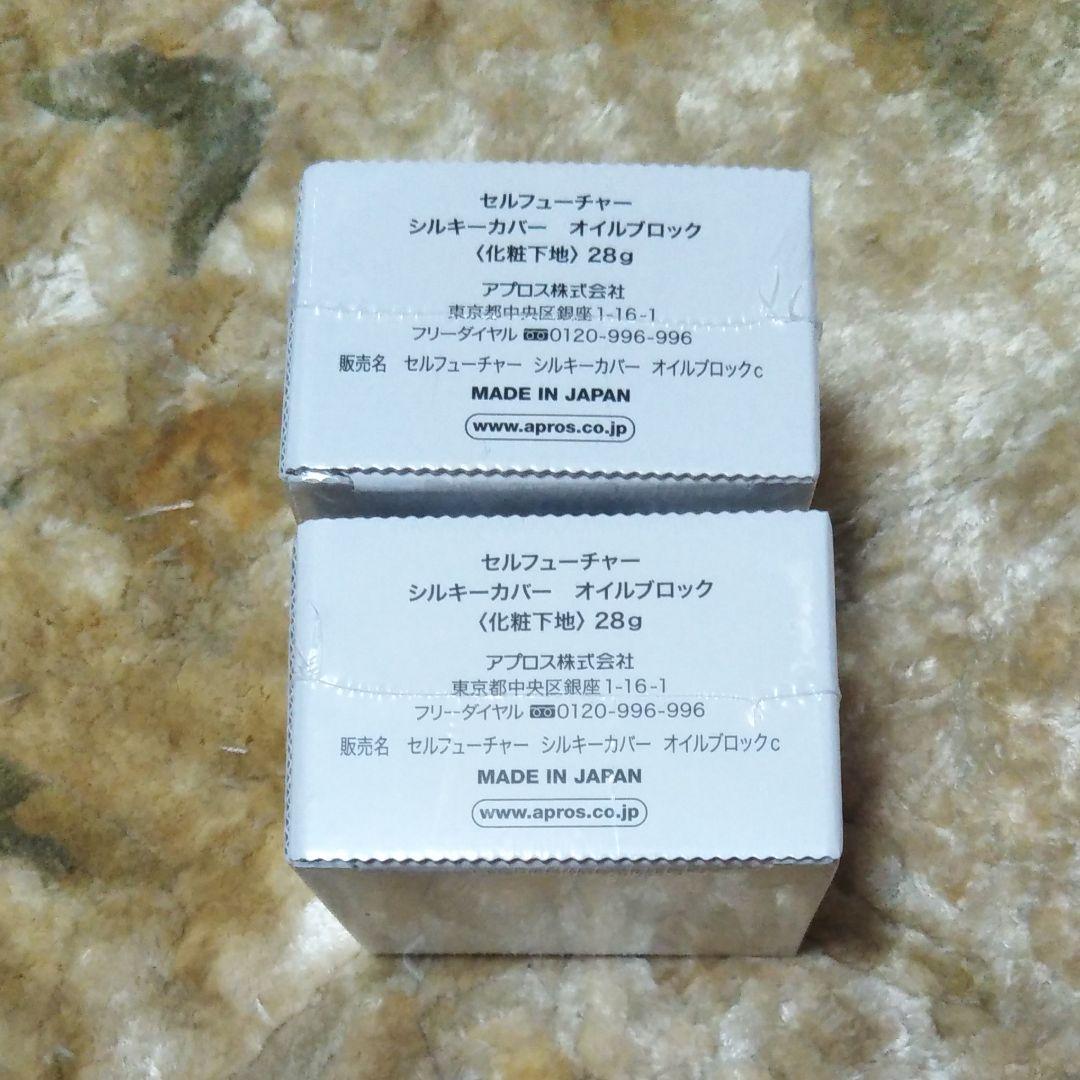 セルフューチャー
シルキーカバー　オイルブロック
〈化粧下地〉28g
アプロス株式会社
東京都中央区銀座1-16-1
フリーダイヤル 0120-996-996
販売名　セルフューチャー　シルキーカバー　オイルブロックc
MADE IN JAPAN
www.apros.co.jp
セルフューチャー
シルキーカバー　オイルブロック
〈化粧下地〉28g
アプロス株式会社
東京都中央区銀座1-16-1
フリーダイヤル 0120-996-996
販売名　セルフューチャー　シルキーカバー　オイルブロックc
MADE IN JAPAN
www.apros.co.jp